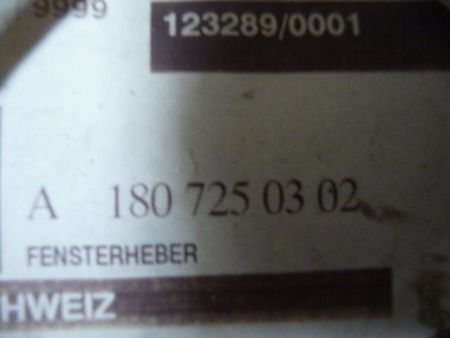 9999
123289/0001
A 180 725 03 02
FENSTERHEBER
HWEIZ